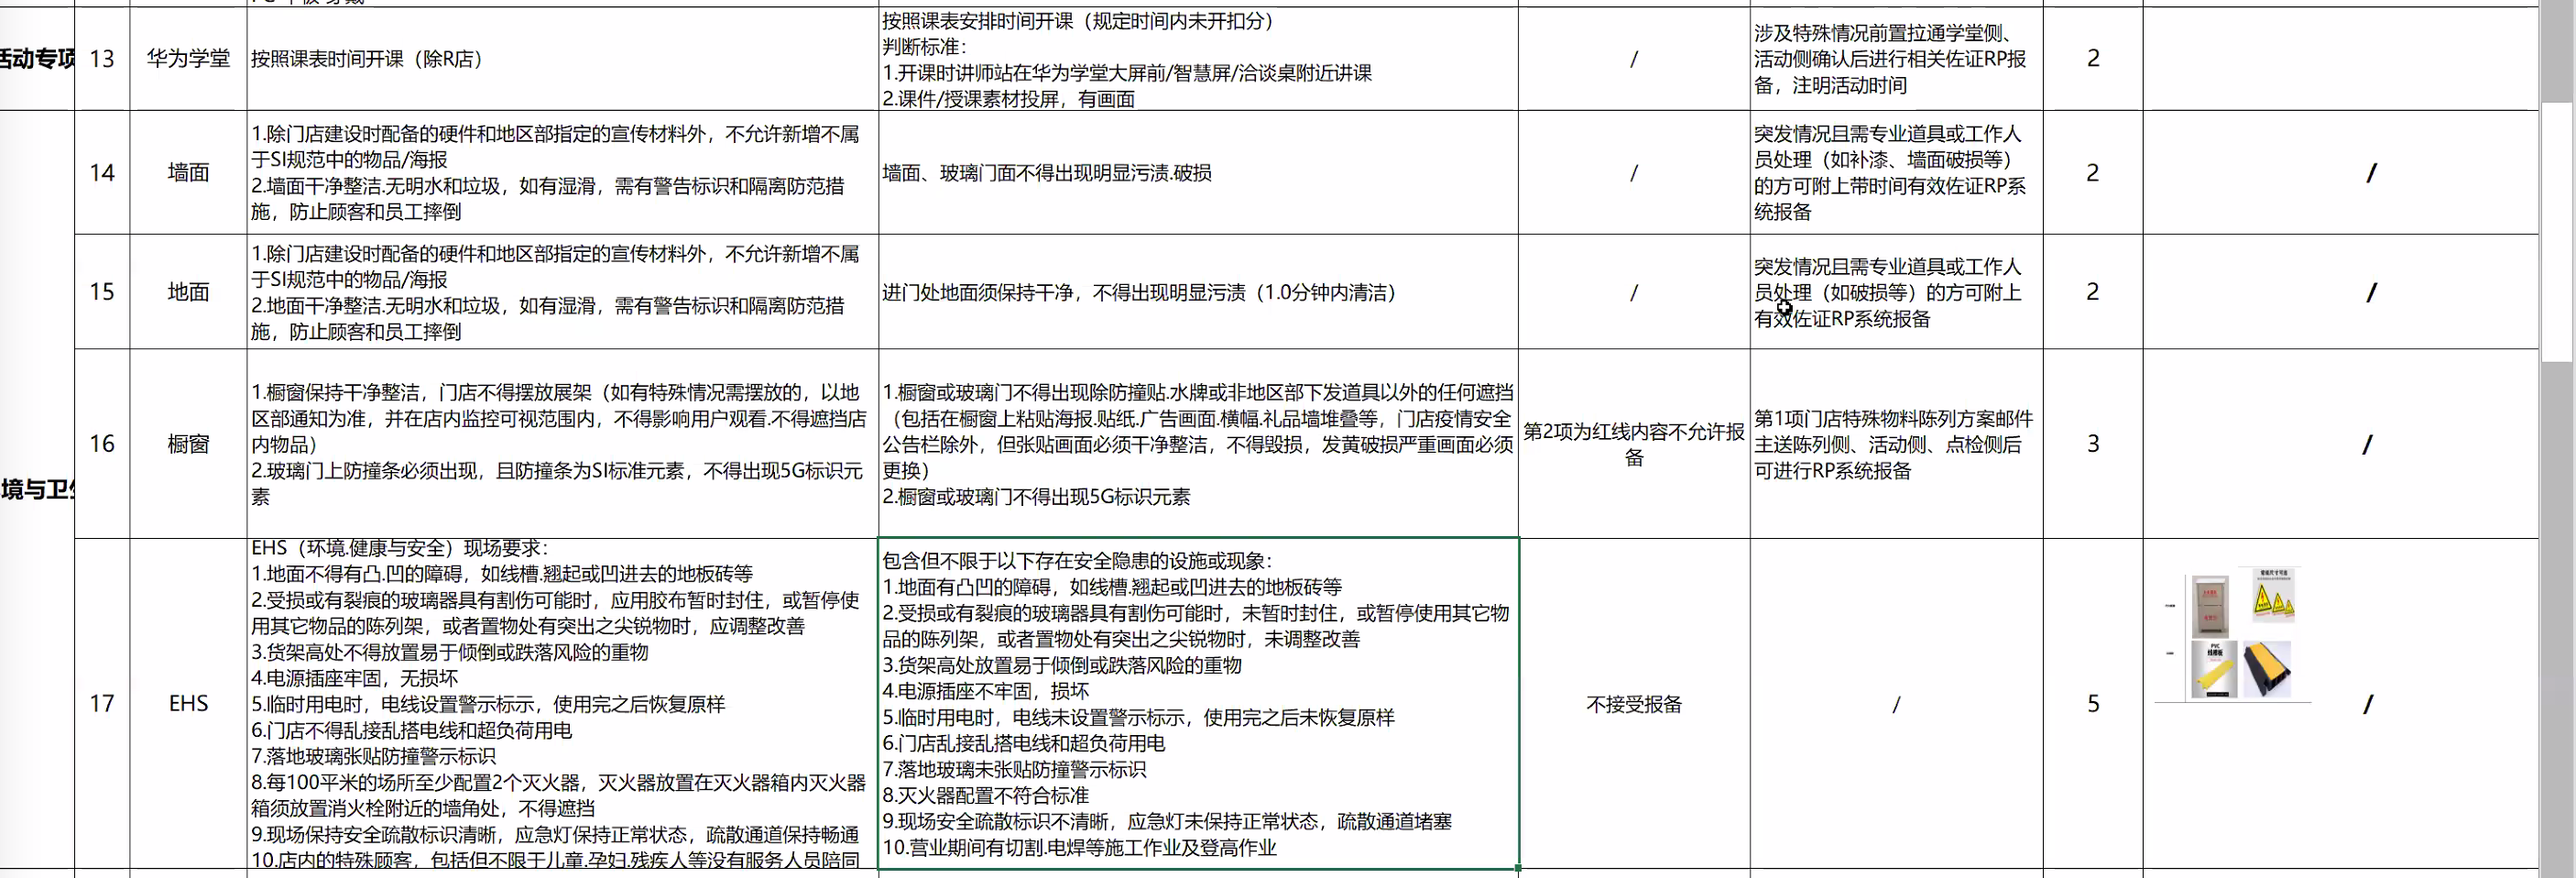 活动专项
13
华为学堂
按照课表时间开课（除R店）
按照课表安排时间开课（规定时间内未开扣分）
判断标准：
1.开课时讲师站在华为学堂大屏前/智慧屏/洽谈桌附近讲课
2.课件/授课素材投屏，有画面
/
涉及特殊情况前置拉通学堂侧、
活动侧确认后进行相关佐证RP报
备，注明活动时间
2
14
墙面
1.除门店建设时配备的硬件和地区部指定的宣传材料外，不允许新增不属
于SI规范中的物品/海报
2.墙面干净整洁.无明水和垃圾，如有湿滑，需有警告标识和隔离防范措
施，防止顾客和员工摔倒
墙面、玻璃门面不得出现明显污渍.破损
/
突发情况且需专业道具或工作人
员处理（如补漆、墙面破损等）
的方可附上带时间有效佐证RP系
统报备
2
/
15
地面
1.除门店建设时配备的硬件和地区部指定的宣传材料外，不允许新增不属
于SI规范中的物品/海报
2.地面干净整洁.无明水和垃圾，如有湿滑，需有警告标识和隔离防范措
施，防止顾客和员工摔倒
进门处地面须保持干净，不得出现明显污渍（1.0分钟内清洁）
/
突发情况且需专业道具或工作人
员处理（如破损等）的方可附上
有效佐证RP系统报备
2
/
境与卫生
16
橱窗
1.橱窗保持干净整洁，门店不得摆放展架（如有特殊情况需摆放的，以地
区部通知为准，并在店内监控可视范围内，不得影响用户观看.不得遮挡店
内物品）
2.玻璃门上防撞条必须出现，且防撞条为SI标准元素，不得出现5G标识元
素
1.橱窗或玻璃门不得出现除防撞贴.水牌或非地区部下发道具以外的任何遮挡
（包括在橱窗上粘贴海报.贴纸.广告画面.横幅.礼品墙堆叠等，门店疫情安全
公告栏除外，但张贴画面必须干净整洁，不得毁损，发黄破损严重画面必须
更换）
2.橱窗或玻璃门不得出现5G标识元素
第2项为红线内容不允许报
备
第1项门店特殊物料陈列方案邮件
主送陈列侧、活动侧、点检侧后
可进行RP系统报备
3
/
17
EHS
EHS（环境.健康与安全）现场要求：
1.地面不得有凸.凹的障碍，如线槽.翘起或凹进去的地板砖等
2.受损或有裂痕的玻璃器具有割伤可能时，应用胶布暂时封住，或暂停使
用其它物品的陈列架，或者置物处有突出之尖锐物时，应调整改善
3.货架高处不得放置易于倾倒或跌落风险的重物
4.电源插座牢固，无损坏
5.临时用电时，电线设置警示标示，使用完之后恢复原样
6.门店不得乱接乱搭电线和超负荷用电
7.落地玻璃张贴防撞警示标识
8.每100平米的场所至少配置2个灭火器，灭火器放置在灭火器箱内灭火器
箱须放置消火栓附近的墙角处，不得遮挡
9.现场保持安全疏散标识清晰，应急灯保持正常状态，疏散通道保持畅通
10.店内的特殊顾客，包括但不限于儿童.孕妇.残疾人等没有服务人员陪同
包含但不限于以下存在安全隐患的设施或现象：
1.地面有凸凹的障碍，如线槽.翘起或凹进去的地板砖等
2.受损或有裂痕的玻璃器具有割伤可能时，未暂时封住，或暂停使用其它物
品的陈列架，或者置物处有突出之尖锐物时，未调整改善
3.货架高处放置易于倾倒或跌落风险的重物
4.电源插座不牢固，损坏
5.临时用电时，电线未设置警示标示，使用完之后未恢复原样
6.门店乱接乱搭电线和超负荷用电
7.落地玻璃未张贴防撞警示标识
8.灭火器配置不符合标准
9.现场安全疏散标识不清晰，应急灯未保持正常状态，疏散通道堵塞
10.营业期间有切割.电焊等施工作业及登高作业
不接受报备
/
5
PVC
线槽板
/